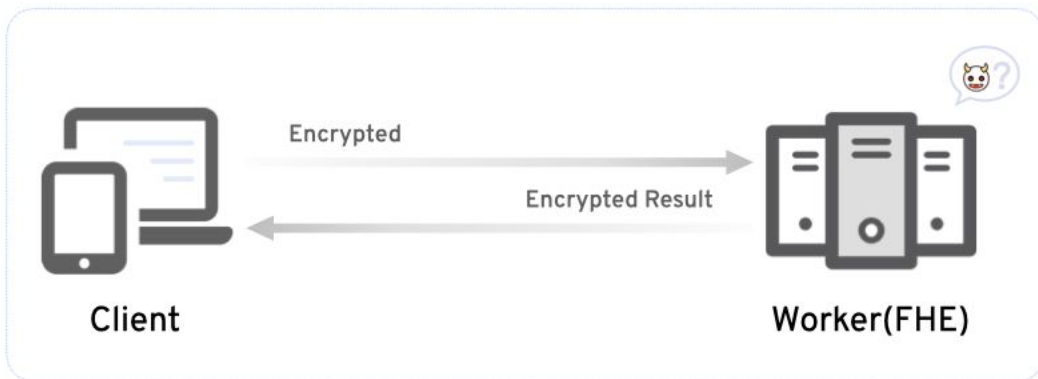 ?
Encrypted
Encrypted Result
Client
Worker(FHE)